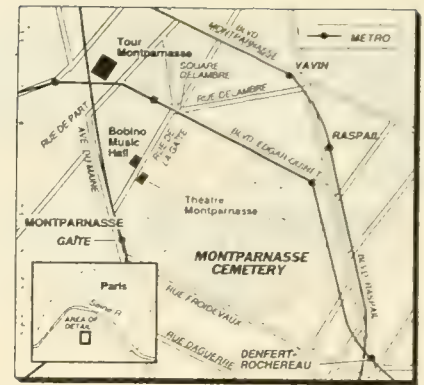 METRO
BLVD
MONTPARNASSE
VAVIN
Tour
Montparnasse
SQUARE
DELAMBRE
RUE DELAMBRE
RASPAIL
RUE DE PART
AVE. DU MAINE
Bobino
Music
Hall
RUE DE
LA GAITE
BLVD EDGAR QUINET
Théâtre
Montparnasse
MONTPARNASSE
GAITE
MONTPARNASSE
CEMETERY
BLVD RASPAIL
Paris
Seine R.
AREA OF
DETAIL
RUE FROIDEVAUX
RUE DAGUERRE
DENFERT-
ROCHEREAU